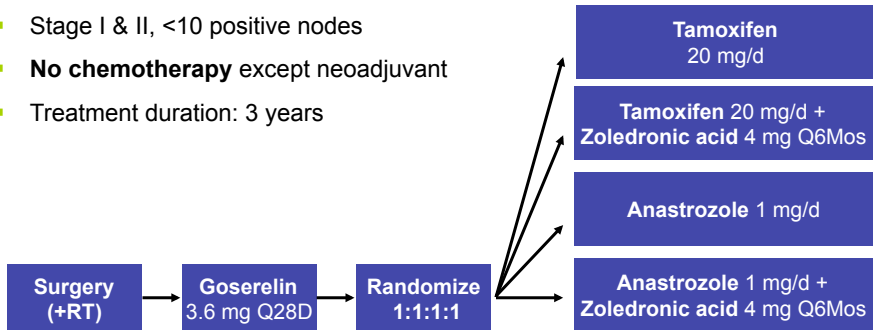 Stage I & II, <10 positive nodes
No chemotherapy except neoadjuvant
Treatment duration: 3 years
Tamoxifen
20 mg/d
Tamoxifen 20 mg/d +
Zoledronic acid 4 mg Q6Mos
Anastrozole 1 mg/d
Surgery
(+RT)
Goserelin
3.6 mg Q28D
Randomize
1:1:1:1
Anastrozole 1 mg/d +
Zoledronic acid 4 mg Q6Mos